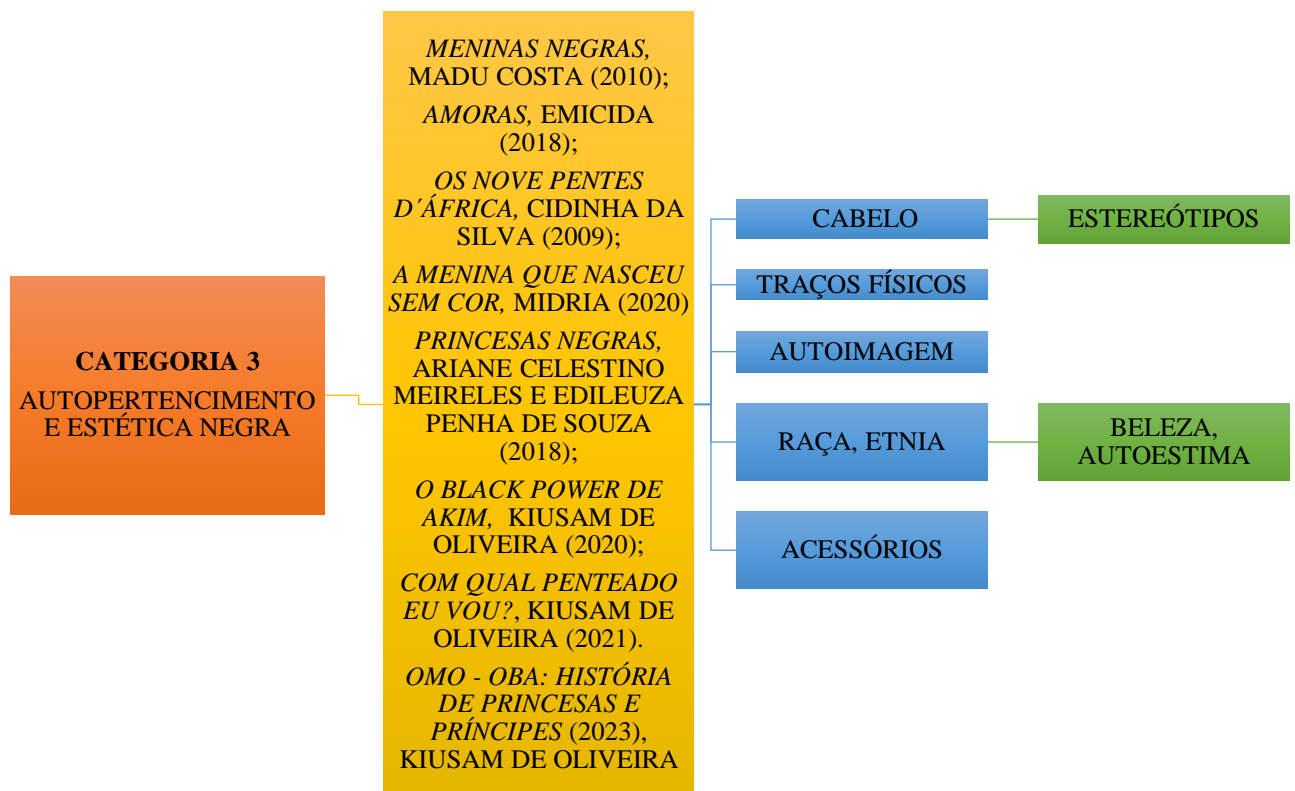 CATEGORIA 3
AUTOPERTENCIMENTO
E ESTÉTICA NEGRA
MENINAS NEGRAS,
MADU COSTA (2010);
AMORAS, EMICIDA
(2018);
OS NOVE PENTES
D´ÁFRICA, CIDINHA DA
SILVA (2009);
A MENINA QUE NASCEU
SEM COR, MIDRIA (2020)
PRINCESAS NEGRAS,
ARIANE CELESTINO
MEIRELES E EDILEUZA
PENHA DE SOUZA
(2018);
O BLACK POWER DE
AKIM, KIUSAM DE
OLIVEIRA (2020);
COM QUAL PENTEADO
EU VOU?, KIUSAM DE
OLIVEIRA (2021).
OMO - OBA: HISTÓRIA
DE PRINCESAS E
PRÍNCIPES (2023),
KIUSAM DE OLIVEIRA
CABELO
ESTEREÓTIPOS
TRAÇOS FÍSICOS
AUTOIMAGEM
RAÇA, ETNIA
BELEZA,
AUTOESTIMA
ACESSÓRIOS